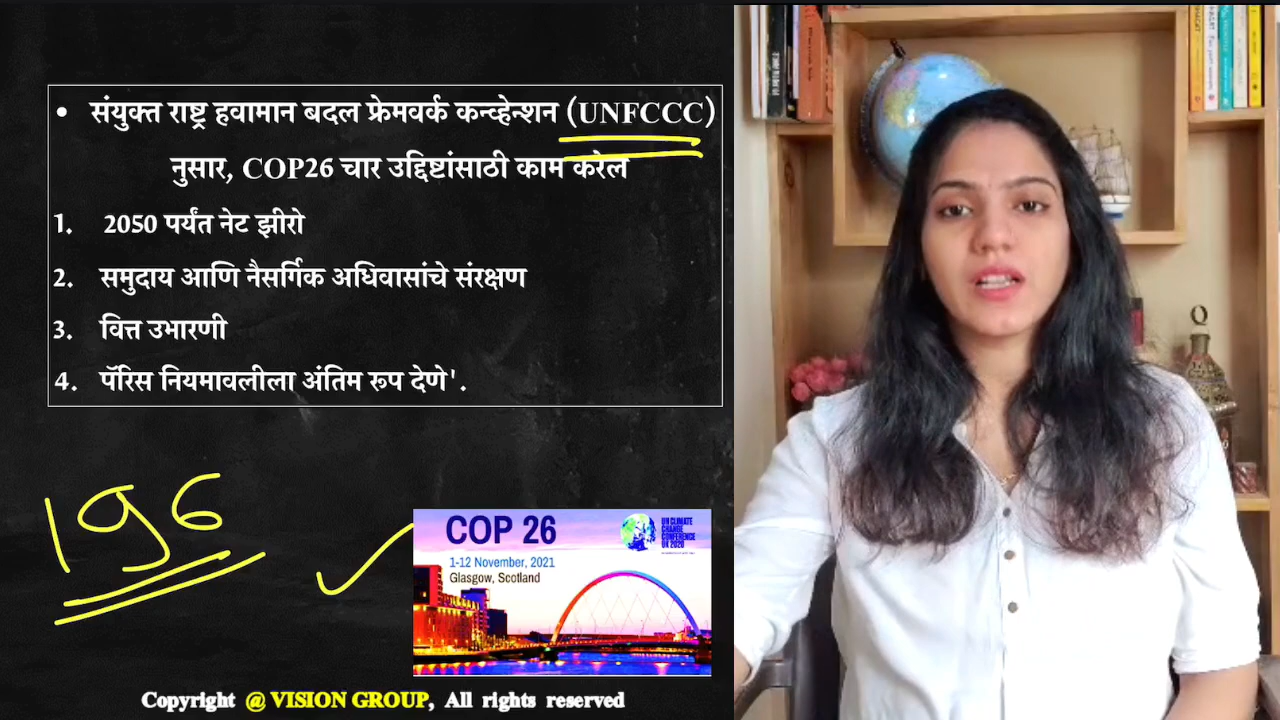 • संयुक्त राष्ट्र हवामान बदल फ्रेमवर्क कन्व्हेन्शन (UNFCCC)
नुसार, COP26 चार उद्दिष्टांसाठी काम करेल
1. 2050 पर्यंत नेट झीरो
2. समुदाय आणि नैसर्गिक अधिवासांचे संरक्षण
3. वित्त उभारणी
4. पॅरिस नियमावलीला अंतिम रूप देणे'.
196
COP 26
UN CLIMATE
CHANGE
CONFERENCE
UK 2020
1-12 November, 2021
Glasgow, Scotland
Copyright @ VISION GROUP, All rights reserved